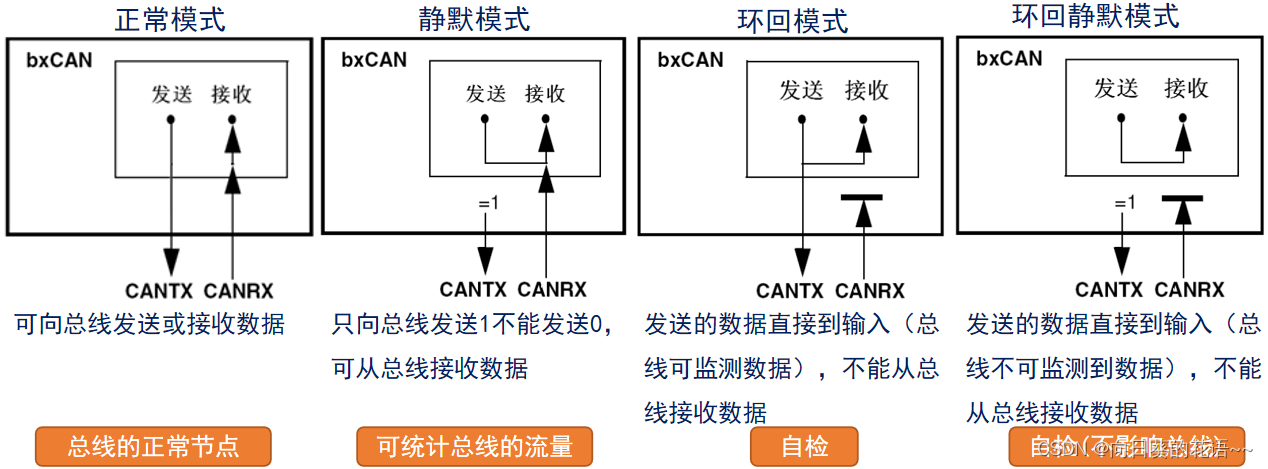 正常模式
bxCAN
发送 接收
CANTX CANRX
可向总线发送或接收数据
总线的正常节点
静默模式
bxCAN
发送 接收
=1
CANTX CANRX
只向总线发送1不能发送0，
可从总线接收数据
可统计总线的流量
环回模式
bxCAN
发送 接收
CANTX CANRX
发送的数据直接到输入（总
线可监测数据），不能从总
线接收数据
自检
环回静默模式
bxCAN
发送 接收
=1
CANTX CANRX
发送的数据直接到输入（总
线不可监测到数据），不能
从总线接收数据
自检(不影响总线)
CSDN @向日葵的花语~~